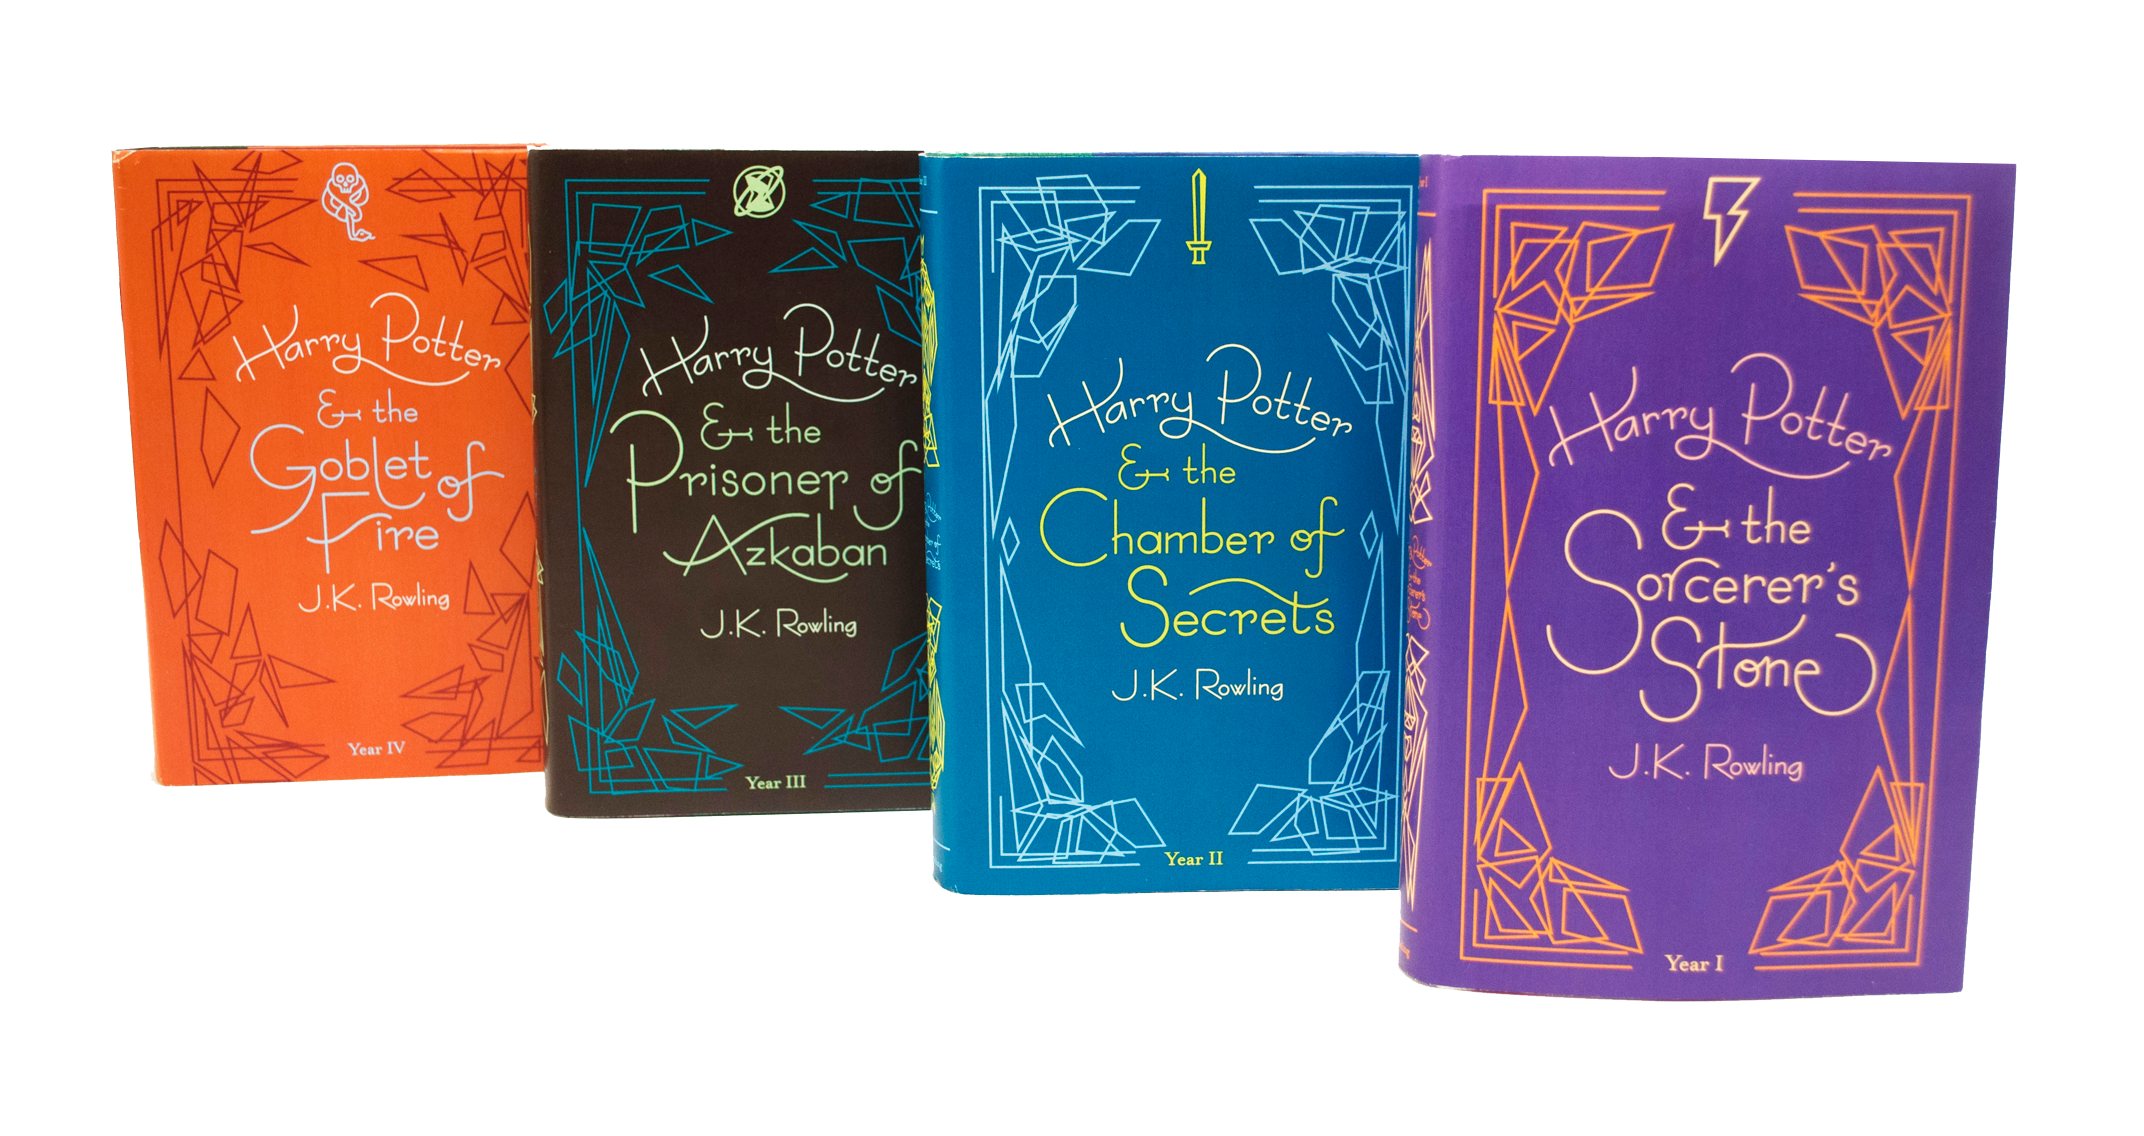 Harry Potter
& the
Goblet of
Fire
J.K. Rowling
Year IV
Harry Potter
& the
Prisoner of
Azkaban
J.K. Rowling
Year III
Harry Potter
& the
Chamber of
Secrets
J.K. Rowling
Year II
Harry Potter
& the
Sorcerer's
Stone
J.K. Rowling
Year I